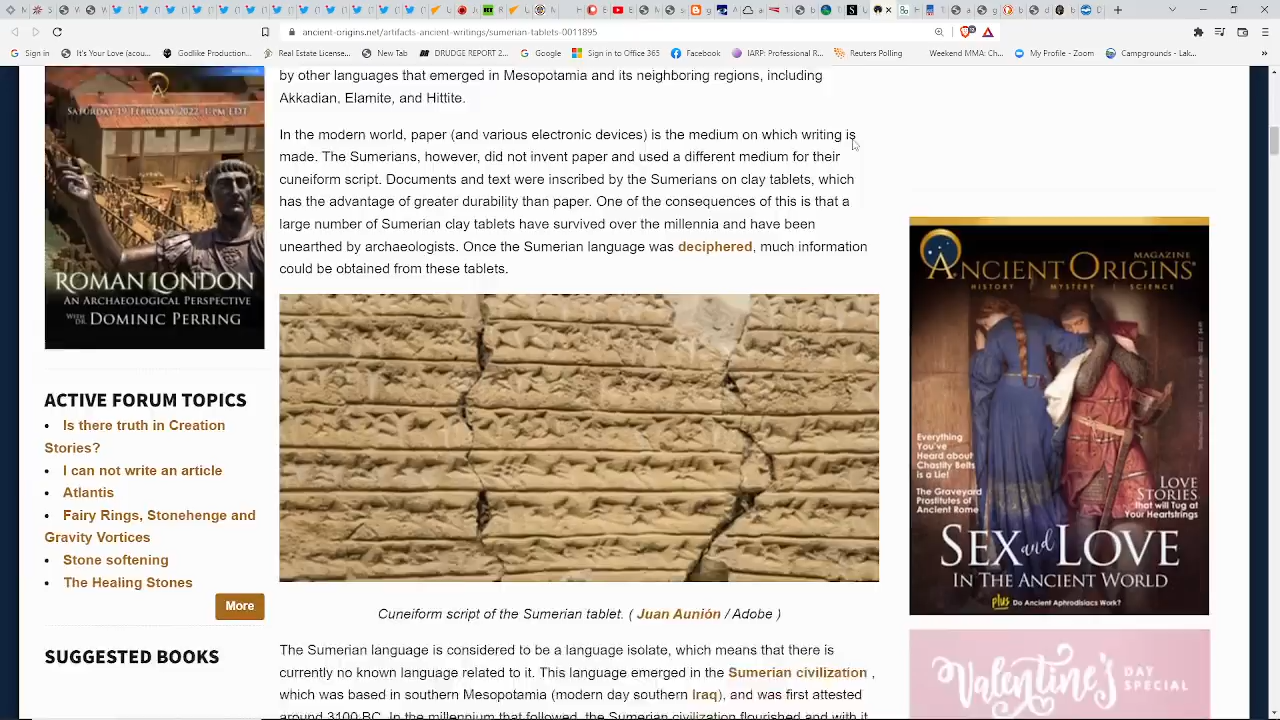 ancient-origins.net/artifacts-ancient-writings/sumerian-tablets-0011895
Sign in
It's Your Love (acou...
Godlike Production...
Real Estate License...
New Tab
DRUDGE REPORT 2...
Google
Sign in to Office 365
Facebook
IARP: Professional R...
Reuters Polling
Weekend MMA: Ch...
My Profile - Zoom
Campgrounds - Lak...
SATURDAY 19 FEBRUARY 2022 1 PM EDT
ROMAN LONDON
AN ARCHAEOLOGICAL PERSPECTIVE
WITH DR. DOMINIC PERRING
ACTIVE FORUM TOPICS
Is there truth in Creation
Stories?
I can not write an article
Atlantis
Fairy Rings, Stonehenge and
Gravity Vortices
Stone softening
The Healing Stones
More
SUGGESTED BOOKS
by other languages that emerged in Mesopotamia and its neighboring regions, including
Akkadian, Elamite, and Hittite.
In the modern world, paper (and various electronic devices) is the medium on which writing is
made. The Sumerians, however, did not invent paper and used a different medium for their
cuneiform script. Documents and text were inscribed by the Sumerians on clay tablets, which
has the advantage of greater durability than paper. One of the consequences of this is that a
large number of Sumerian clay tablets have survived over the millennia and have been
unearthed by archaeologists. Once the Sumerian language was deciphered, much information
could be obtained from these tablets.
Cuneiform script of the Sumerian tablet. ( Juan Aunión / Adobe )
The Sumerian language is considered to be a language isolate, which means that there is
currently no known language related to it. This language emerged in the Sumerian civilization ,
which was based in southern Mesopotamia (modern day southern Iraq), and was first attested
around 3100 BC. In the millennium that followed, the Sumerian civilization flourished and with it
MAGAZINE
ANCIENT ORIGINS
HISTORY MYSTERY SCIENCE
Everything
You've
Heard about
Chastity Belts
is a Lie!
The Graveyard
Prostitutes of
Ancient Rome
LOVE
STORIES
that will Tug at
Your Heartstrings
SEX and LOVE
IN THE ANCIENT WORLD
plus Do Ancient Aphrodisiacs Work?
Valentine's DAY
SPECIAL